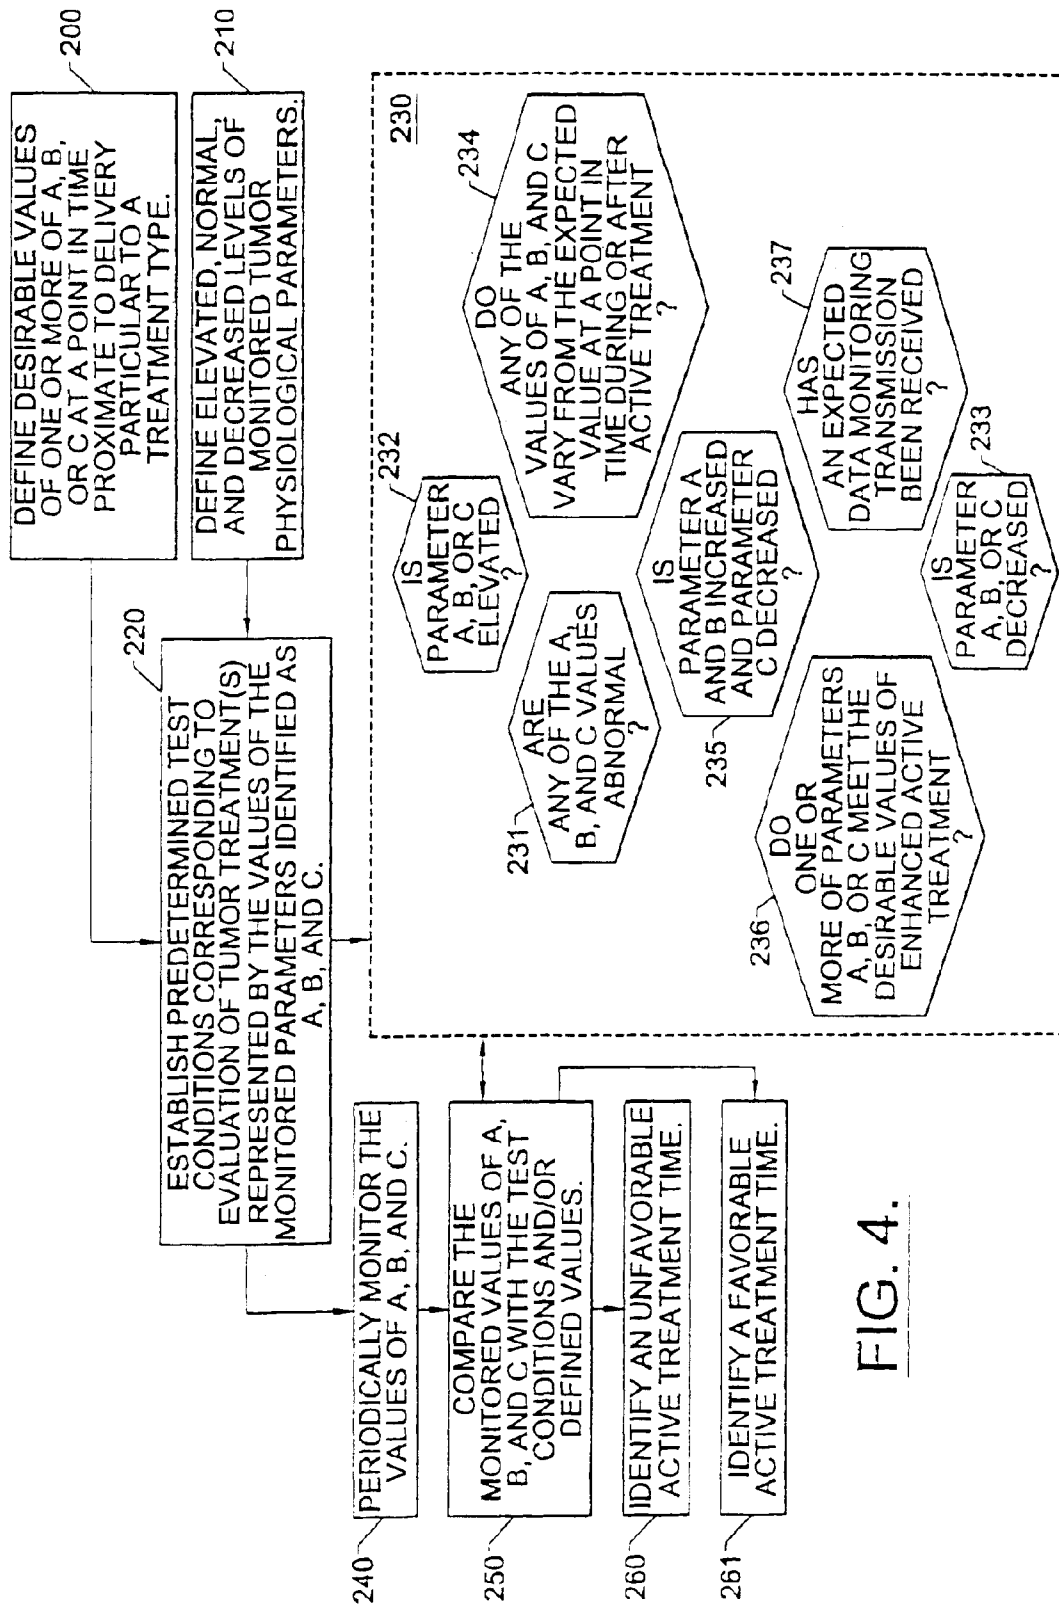 DEFINE DESIRABLE VALUES
OF ONE OR MORE OF A, B,
OR C AT A POINT IN TIME
PROXIMATE TO DELIVERY
PARTICULAR TO A
TREATMENT TYPE.
200
DEFINE ELEVATED, NORMAL,
AND DECREASED LEVELS OF
MONITORED TUMOR
PHYSIOLOGICAL PARAMETERS.
210
220
ESTABLISH PREDETERMINED TEST
CONDITIONS CORRESPONDING TO
EVALUATION OF TUMOR TREATMENT(S)
REPRESENTED BY THE VALUES OF THE
MONITORED PARAMETERS IDENTIFIED AS
A, B, AND C.
230
231
ARE
ANY OF THE A,
B, AND C VALUES
ABNORMAL
?
232
IS
PARAMETER
A, B, OR C
ELEVATED
?
234
DO
ANY OF THE
VALUES OF A, B, AND C
VARY FROM THE EXPECTED
VALUE AT A POINT IN
TIME DURING OR AFTER
ACTIVE TREATMENT
?
235
IS
PARAMETER A
AND B INCREASED
AND PARAMETER
C DECREASED
?
237
HAS
AN EXPECTED
DATA MONITORING
TRANSMISSION
BEEN RECEIVED
?
236
DO
ONE OR
MORE OF PARAMETERS
A, B, OR C MEET THE
DESIRABLE VALUES OF
ENHANCED ACTIVE
TREATMENT
?
233
IS
PARAMETER
A, B, OR C
DECREASED
?
240
PERIODICALLY MONITOR THE
VALUES OF A, B, AND C.
250
COMPARE THE
MONITORED VALUES OF A,
B, AND C WITH THE TEST
CONDITIONS AND/OR
DEFINED VALUES.
260
IDENTIFY AN UNFAVORABLE
ACTIVE TREATMENT TIME.
261
IDENTIFY A FAVORABLE
ACTIVE TREATMENT TIME.
FIG. 4.